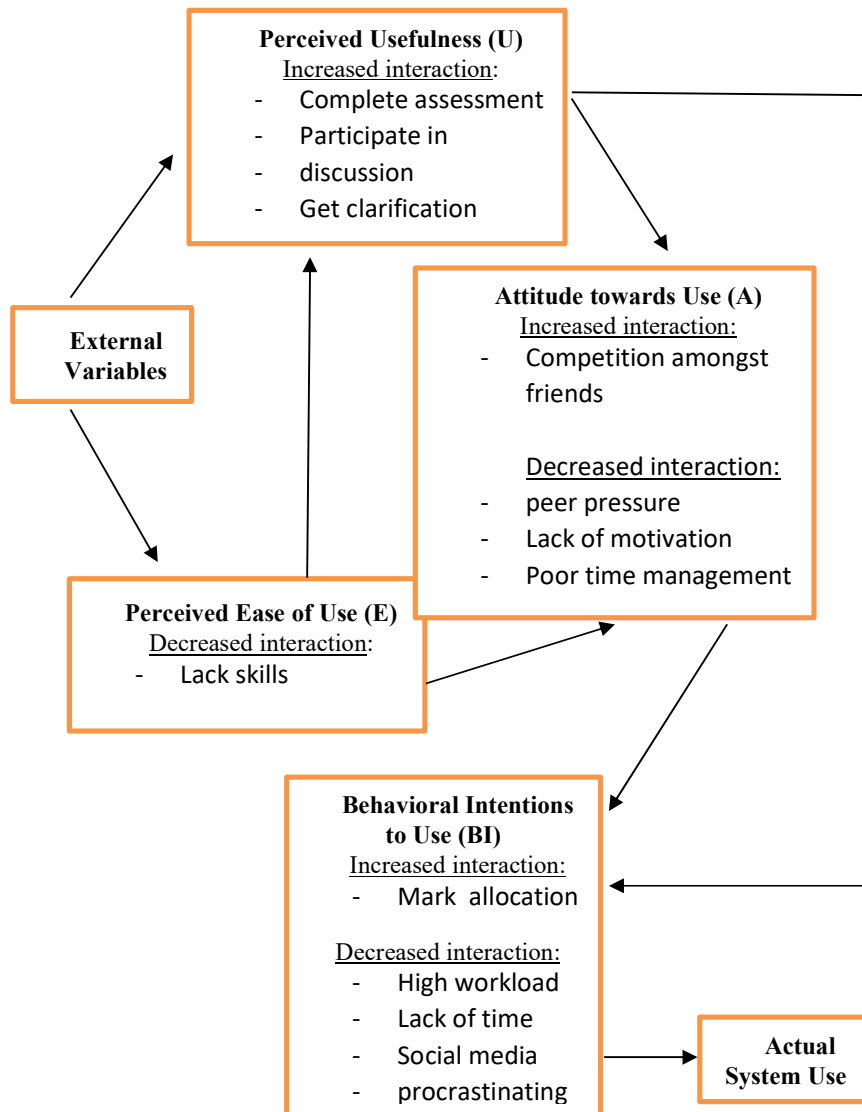 Perceived Usefulness (U)
Increased interaction:
- Complete assessment
- Participate in
- discussion
- Get clarification
External
Variables
Attitude towards Use (A)
Increased interaction:
- Competition amongst
friends
Decreased interaction:
- peer pressure
- Lack of motivation
- Poor time management
Perceived Ease of Use (E)
Decreased interaction:
- Lack skills
Behavioral Intentions
to Use (BI)
Increased interaction:
- Mark allocation
Decreased interaction:
- High workload
- Lack of time
- Social media
- procrastinating
Actual
System Use